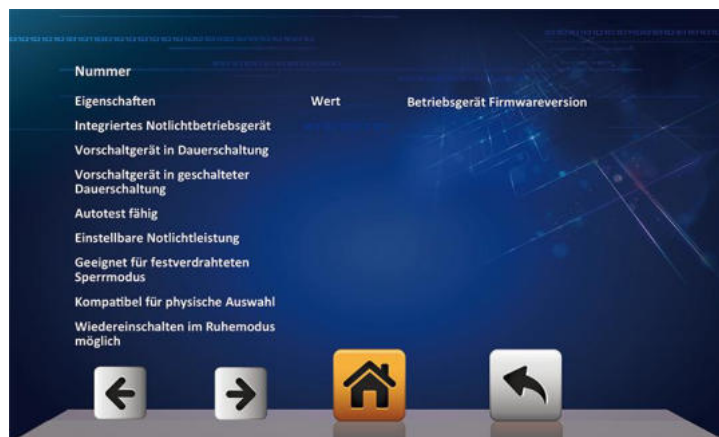 Nummer
Eigenschaften Wert Betriebsgerät Firmwareversion
Integriertes Notlichtbetriebsgerät
Vorschaltgerät in Dauerschaltung
Vorschaltgerät in geschalteter
Dauerschaltung
Autotest fähig
Einstellbare Notlichtleistung
Geeignet für festverdrahteten
Sperrmodus
Kompatibel für physische Auswahl
Wiedereinschalten im Ruhemodus
möglich